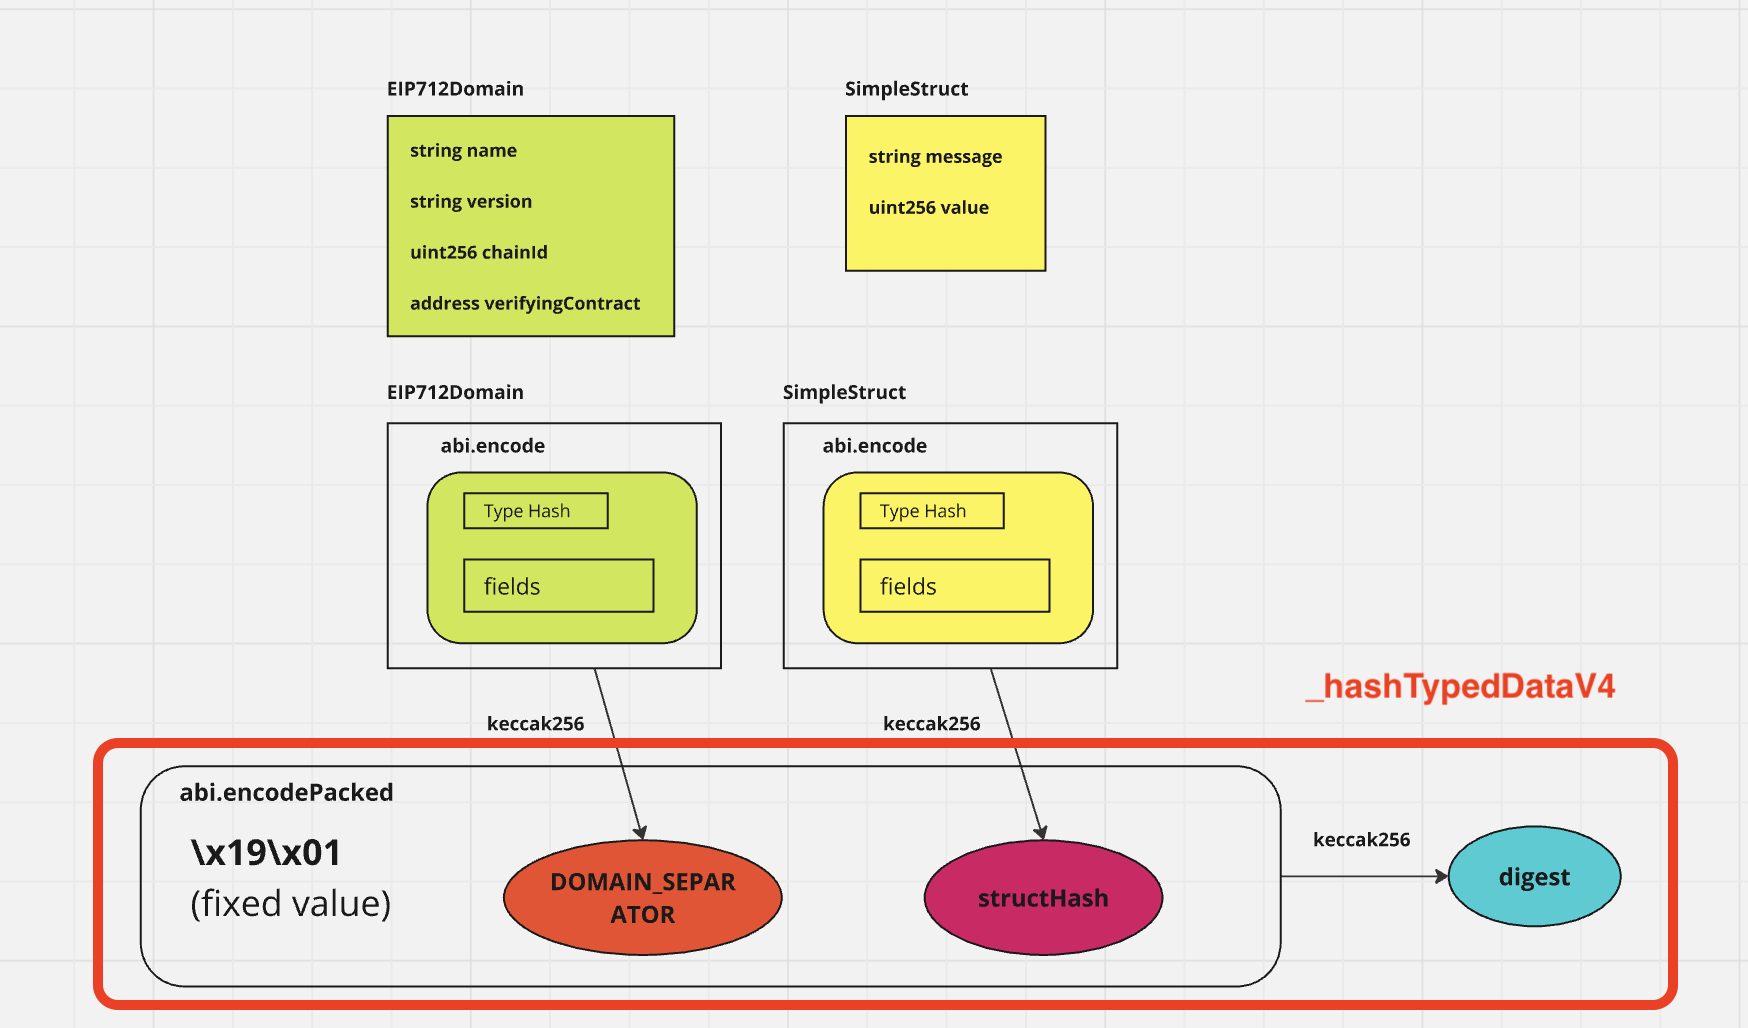 EIP712Domain
string name
string version
uint256 chainId
address verifyingContract
SimpleStruct
string message
uint256 value
EIP712Domain
abi.encode
Type Hash
fields
SimpleStruct
abi.encode
Type Hash
fields
keccak256
keccak256
_hashTypedDataV4
abi.encodePacked
\x19\x01
(fixed value)
DOMAIN_SEPAR
ATOR
structHash
keccak256
digest